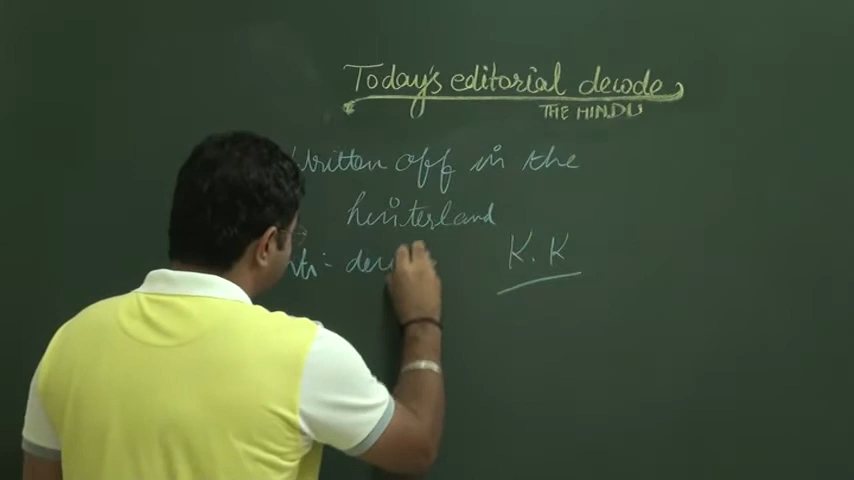 Today's editorial decode
THE HINDU
Written off in the
hinterland
K.K